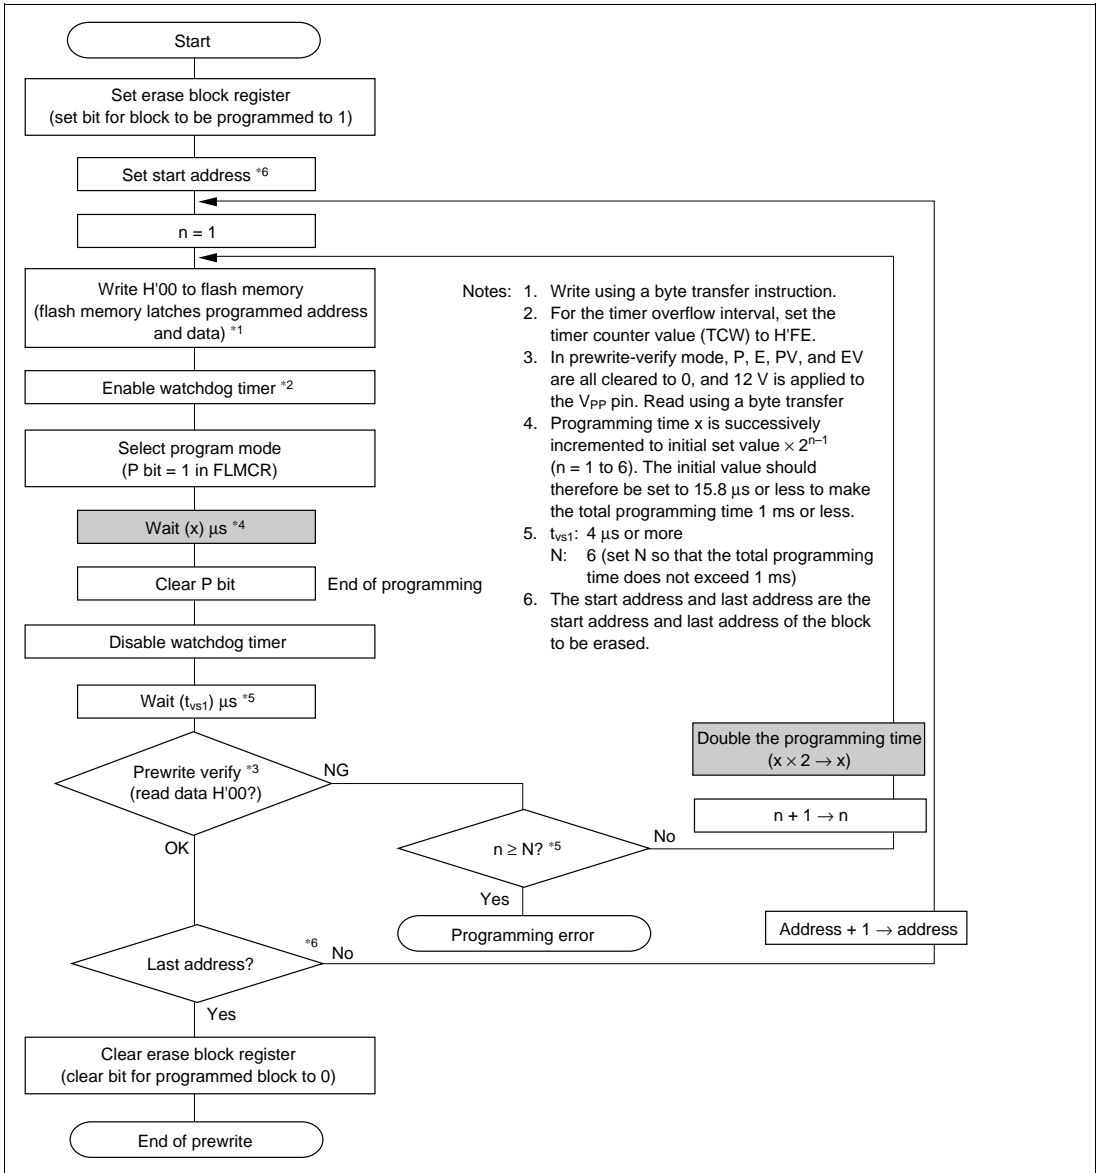 Start
Set erase block register
(set bit for block to be programmed to 1)
Set start address *6
n = 1
Write H'00 to flash memory
(flash memory latches programmed address
and data) *1
Enable watchdog timer *2
Select program mode
(P bit = 1 in FLMCR)
Wait (x) μs *4
Clear P bit
End of programming
Disable watchdog timer
Wait (tvs1) μs *5
Prewrite verify *3
(read data H'00?)
NG
OK
n ≥ N? *5
No
Yes
Programming error
Double the programming time
(x × 2 → x)
n + 1 → n
Address + 1 → address
*6
Last address?
No
Yes
Clear erase block register
(clear bit for programmed block to 0)
End of prewrite
Notes: 1. Write using a byte transfer instruction.
2. For the timer overflow interval, set the
timer counter value (TCW) to H'FE.
3. In prewrite-verify mode, P, E, PV, and EV
are all cleared to 0, and 12 V is applied to
the VPP pin. Read using a byte transfer
4. Programming time x is successively
incremented to initial set value × 2n–1
(n = 1 to 6). The initial value should
therefore be set to 15.8 μs or less to make
the total programming time 1 ms or less.
5. tvs1: 4 μs or more
N: 6 (set N so that the total programming
time does not exceed 1 ms)
6. The start address and last address are the
start address and last address of the block
to be erased.